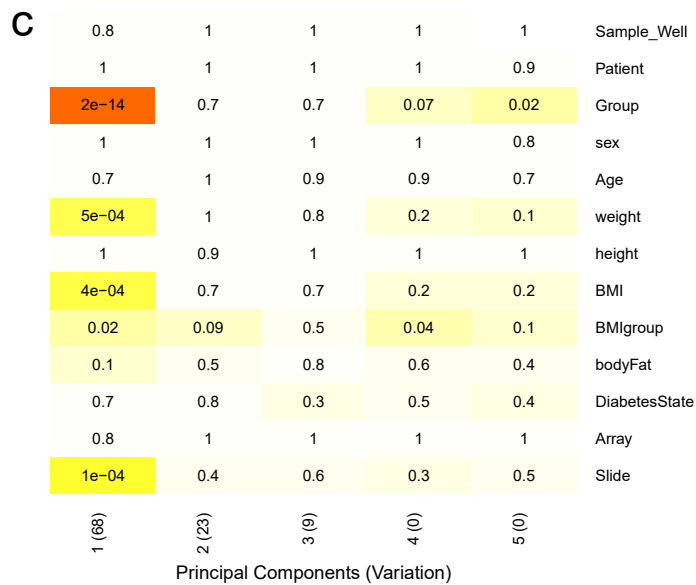 C
0.8 1 1 1 1 Sample_Well
1 1 1 1 0.9 Patient
2e−14 0.7 0.7 0.07 0.02 Group
1 1 1 1 0.8 sex
0.7 1 0.9 0.9 0.7 Age
5e−04 1 0.8 0.2 0.1 weight
1 0.9 1 1 1 height
4e−04 0.7 0.7 0.2 0.2 BMI
0.02 0.09 0.5 0.04 0.1 BMIgroup
0.1 0.5 0.8 0.6 0.4 bodyFat
0.7 0.8 0.3 0.5 0.4 DiabetesState
0.8 1 1 1 1 Array
1e−04 0.4 0.6 0.3 0.5 Slide
1 (68) 2 (23) 3 (9) 4 (0) 5 (0)
Principal Components (Variation)